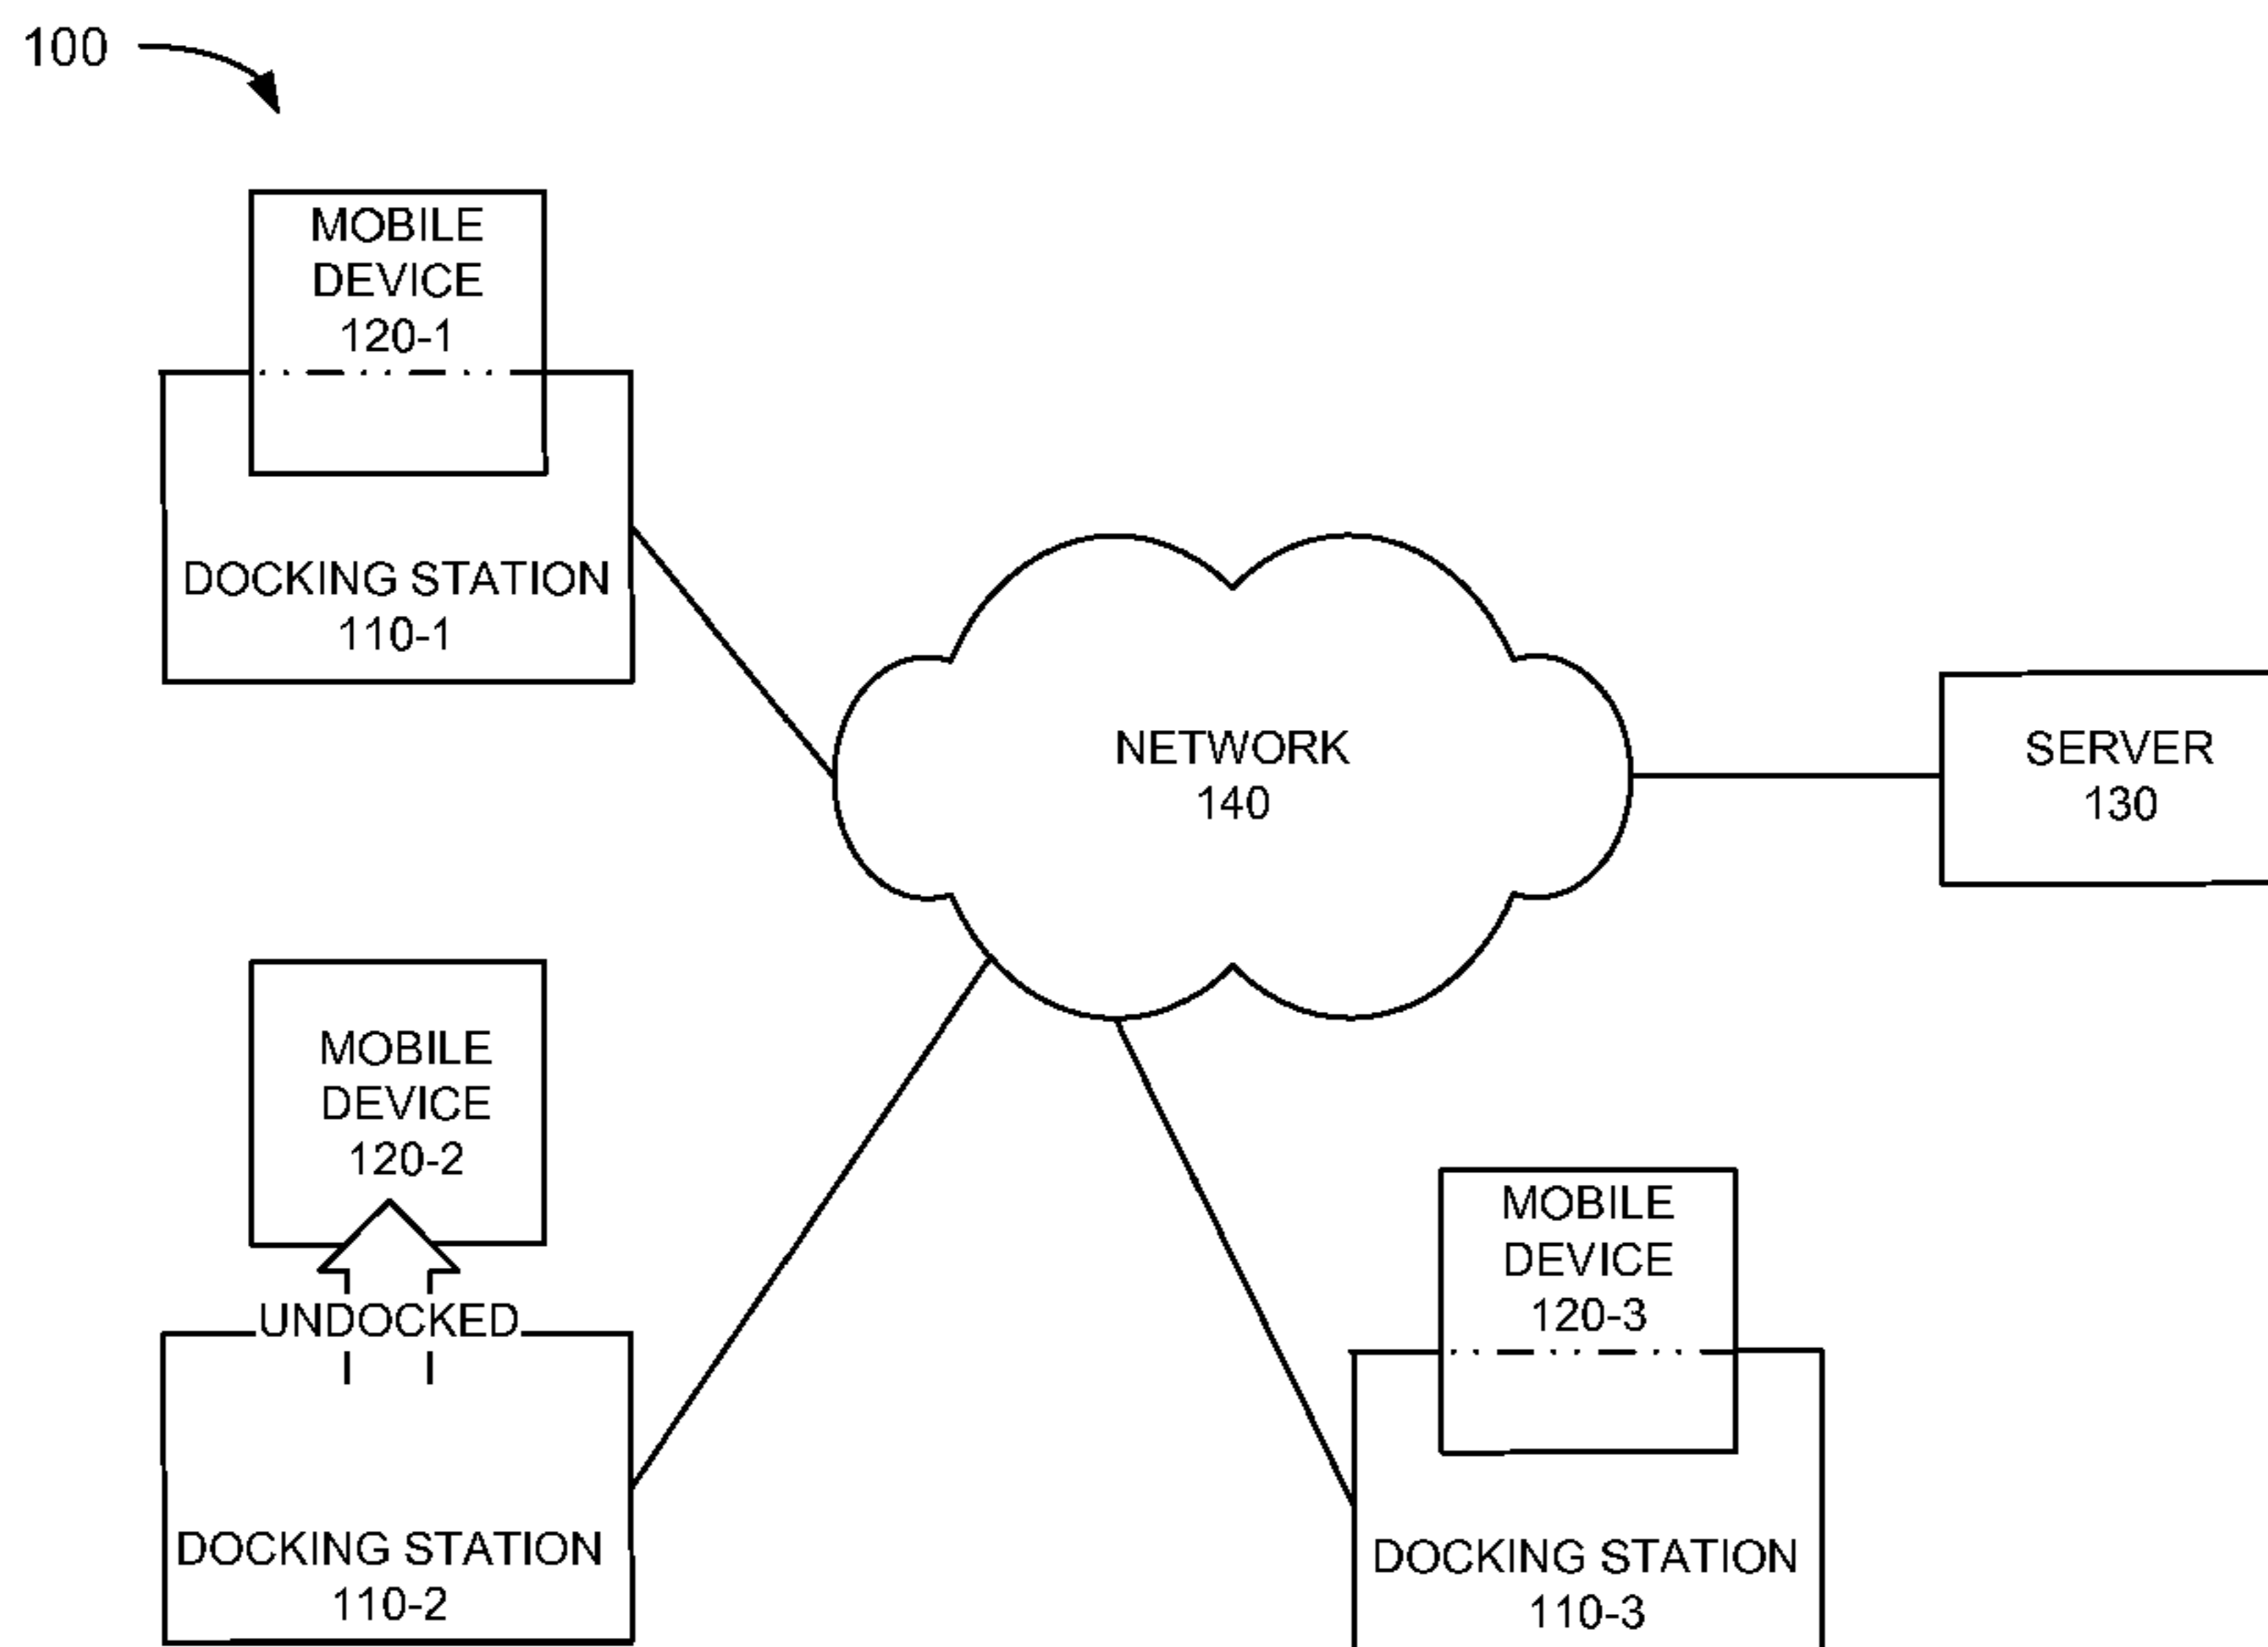 100
MOBILE
DEVICE
120-1
DOCKING STATION
110-1
NETWORK
140
SERVER
130
MOBILE
DEVICE
120-2
UNDOCKED
DOCKING STATION
110-2
MOBILE
DEVICE
120-3
DOCKING STATION
110-3